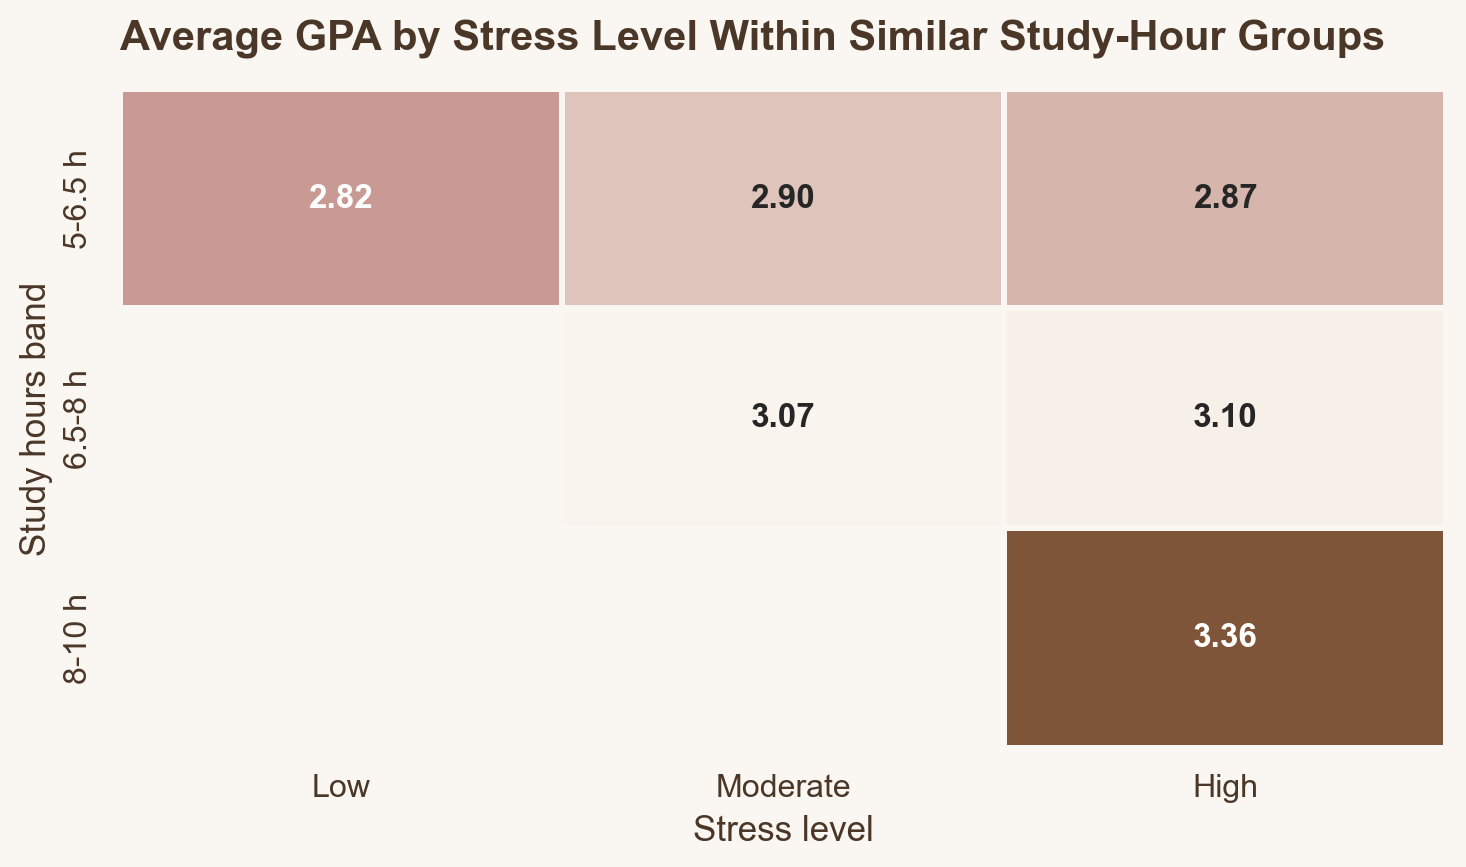 Average GPA by Stress Level Within Similar Study-Hour Groups
Study hours band
5-6.5 h
2.82
2.90
2.87
6.5-8 h
3.07
3.10
8-10 h
3.36
Low
Moderate
High
Stress level